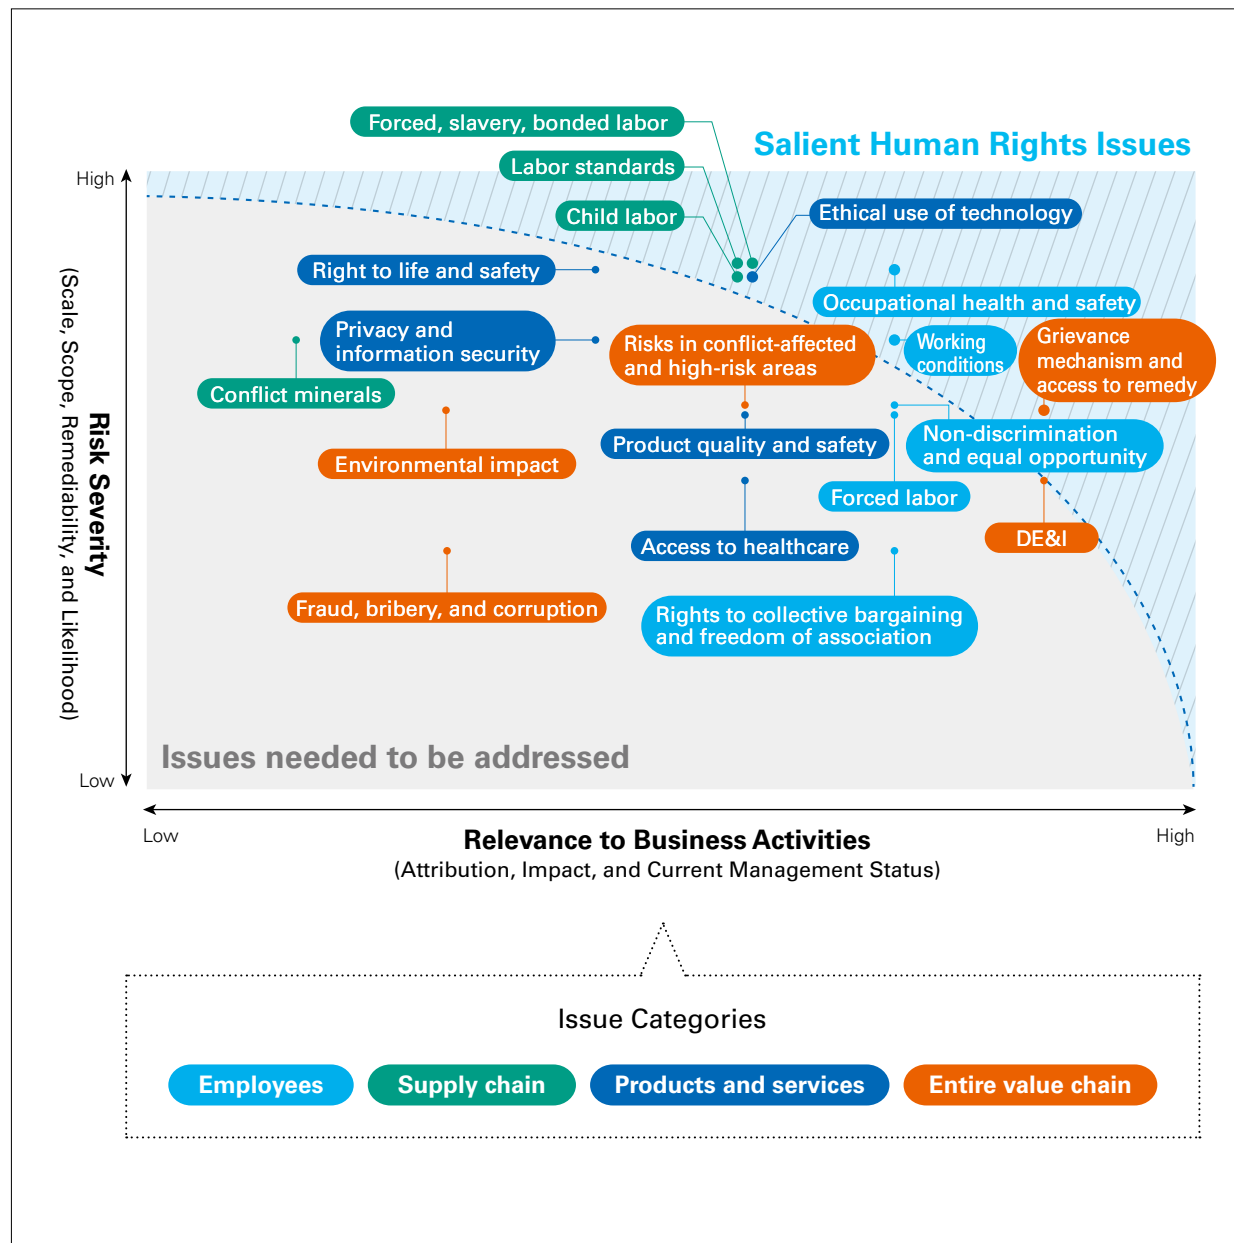 Forced, slavery, bonded labor
Salient Human Rights Issues
Labor standards
High
Child labor
Ethical use of technology
Right to life and safety
Occupational health and safety
Privacy and
information security
Risks in conflict-affected
and high-risk areas
Working
conditions
Grievance
mechanism and
access to remedy
Conflict minerals
Risk Severity
(Scale, Scope, Remediability, and Likelihood)
Product quality and safety
Non-discrimination
and equal opportunity
Environmental impact
Forced labor
Access to healthcare
DE&I
Fraud, bribery, and corruption
Rights to collective bargaining
and freedom of association
Issues needed to be addressed
Low
Low
Relevance to Business Activities
High
(Attribution, Impact, and Current Management Status)
Issue Categories
Employees
Supply chain
Products and services
Entire value chain